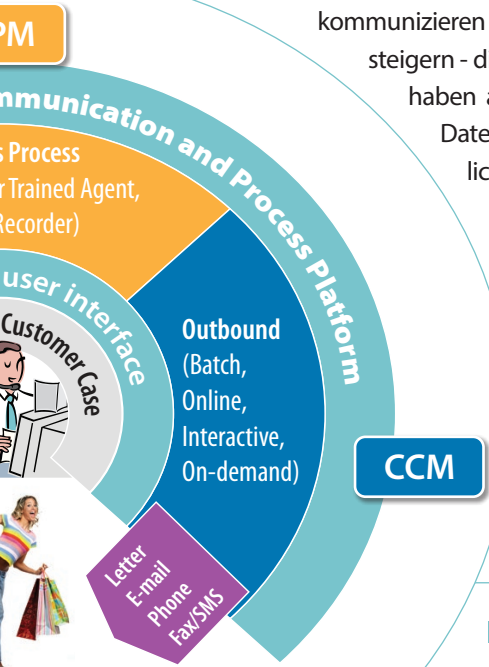 PM
kommunizieren
steigern - d
haben a
Date
lic
mmunication and Process Platform
s Process
r Trained Agent,
Recorder)
user interface
Customer Case
Outbound
(Batch,
Online,
Interactive,
On-demand)
CCM
Letter
E-mail
Phone
Fax/SMS